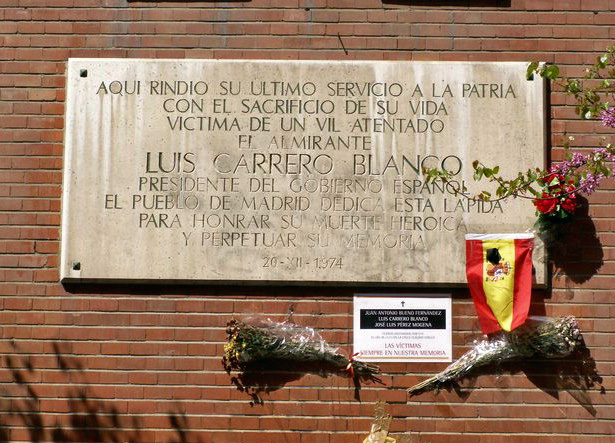 AQUI RINDIO SU ULTIMO SERVICIO A LA PATRIA
CON EL SACRIFICIO DE SU VIDA
VICTIMA DE UN VIL ATENTADO
EL ALMIRANTE
LUIS CARRERO BLANCO
PRESIDENTE DEL GOBIERNO ESPAÑOL
EL PUEBLO DE MADRID DEDICA ESTA LAPIDA
PARA HONRAR SU MUERTE HEROICA
Y PERPETUAR SU MEMORIA
20-XII-1974
JUAN ANTONIO BUENO FERNÁNDEZ
LUIS CARRERO BLANCO
JOSÉ LUIS PÉREZ MOGENA
LAS VÍCTIMAS
SIEMPRE EN NUESTRA MEMORIA